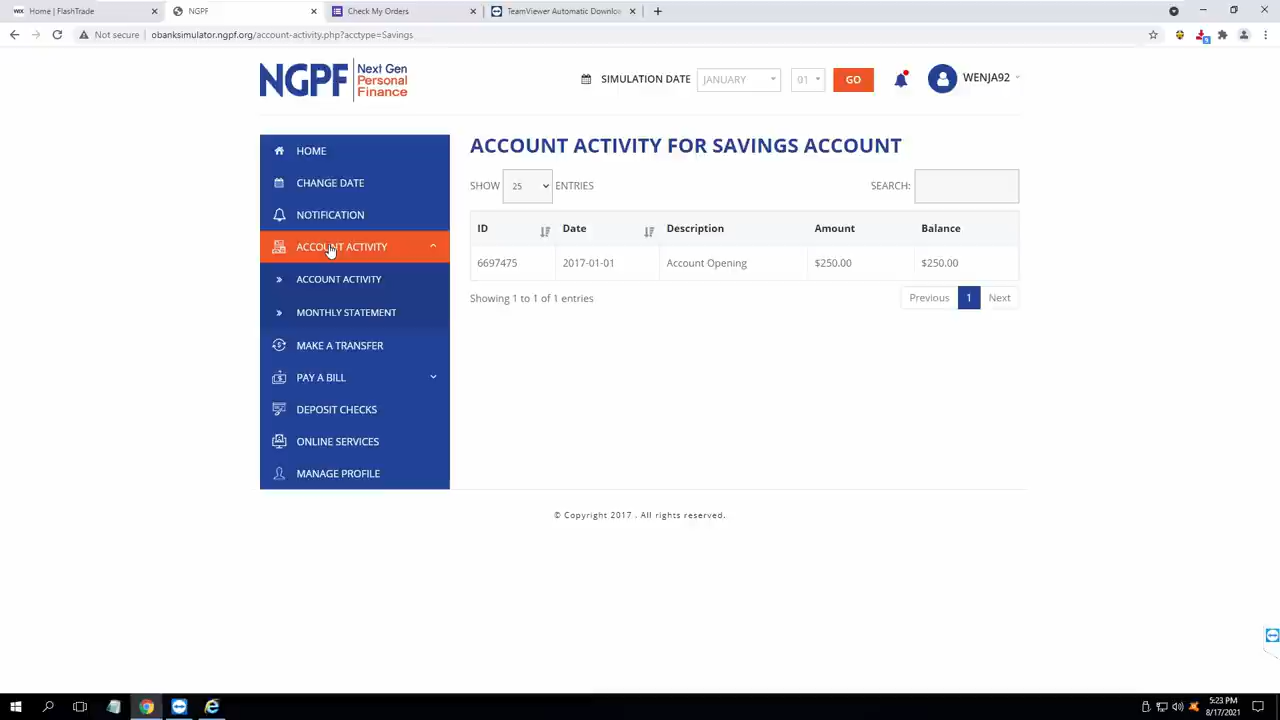 Home | FlashTrade
NGPF
Check My Orders
TeamViewer Automatic Downlo
Not secure
obanksimulator.ngpf.org/account-activity.php?acctype=Savings
NGPF Next Gen
Personal
Finance
SIMULATION DATE
JANUARY
01
GO
WENJA92
HOME
CHANGE DATE
NOTIFICATION
ACCOUNT ACTIVITY
ACCOUNT ACTIVITY
MONTHLY STATEMENT
MAKE A TRANSFER
PAY A BILL
DEPOSIT CHECKS
ONLINE SERVICES
MANAGE PROFILE
ACCOUNT ACTIVITY FOR SAVINGS ACCOUNT
SHOW 25 ENTRIES
SEARCH:
ID Date Description Amount Balance
6697475 2017-01-01 Account Opening $250.00 $250.00
Showing 1 to 1 of 1 entries
Previous 1 Next
© Copyright 2017 . All rights reserved.
5:23 PM
8/17/2021